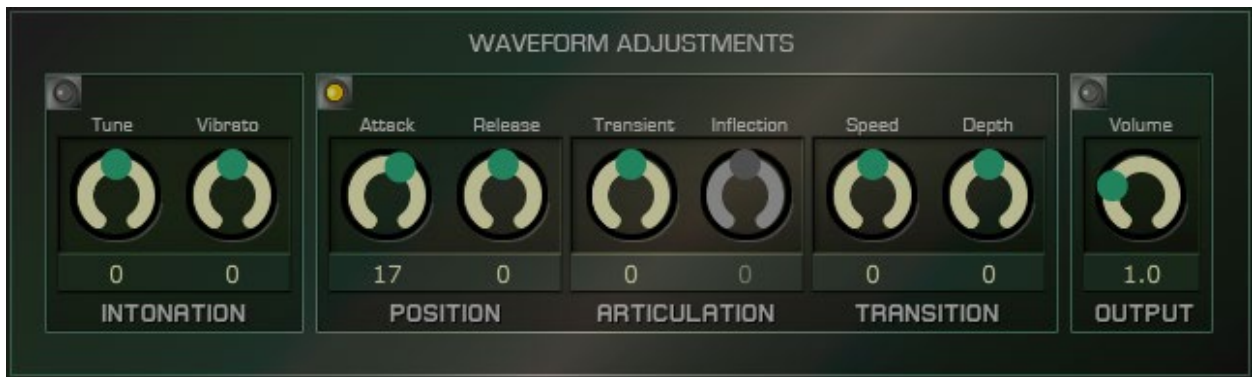 WAVEFORM ADJUSTMENTS
Tune Vibrato Attack Release Transient Inflection Speed Depth Volume
0 0 17 0 0 0 0 0 1.0
INTONATION POSITION ARTICULATION TRANSITION OUTPUT